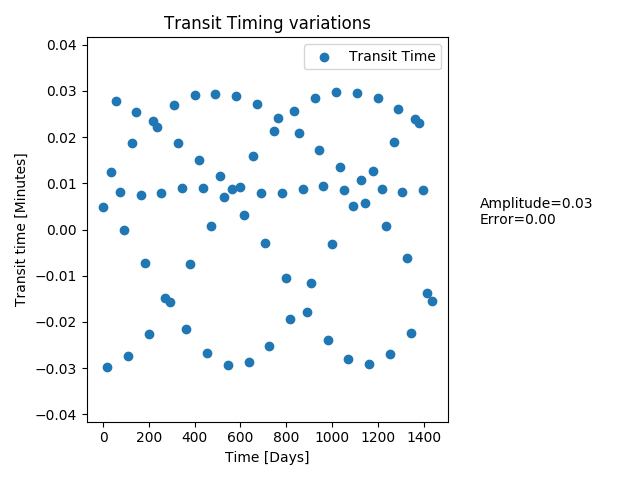 Transit Timing variations
Transit Time
0.04
0.03
0.02
0.01
0.00
−0.01
−0.02
−0.03
−0.04
Transit time [Minutes]
0 200 400 600 800 1000 1200 1400
Time [Days]
Amplitude=0.03
Error=0.00